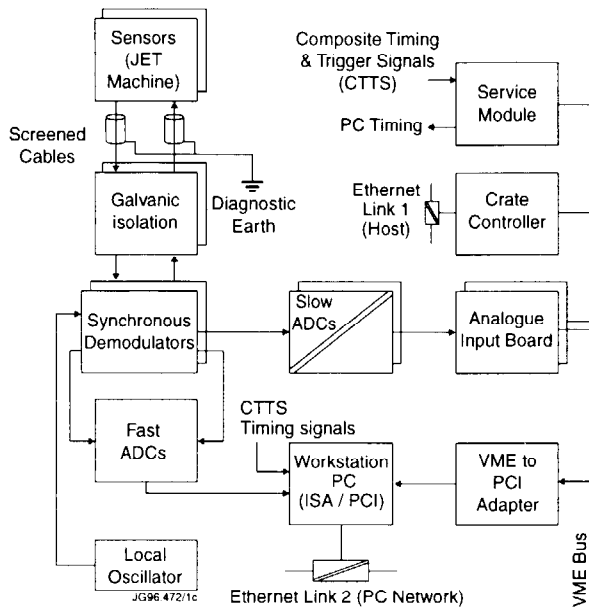 Sensors
(JET
Machine)
Composite Timing
& Trigger Signals
(CTTS)
Service
Module
PC Timing
Screened
Cables
Galvanic
isolation
Diagnostic
Earth
Ethernet
Link 1
(Host)
Crate
Controller
Synchronous
Demodulators
Slow
ADCs
Analogue
Input Board
Fast
ADCs
CTTS
Timing signals
Workstation
PC
(ISA / PCI)
VME to
PCI
Adapter
Local
Oscillator
JG96.472/1c
Ethernet Link 2 (PC Network)
VME Bus